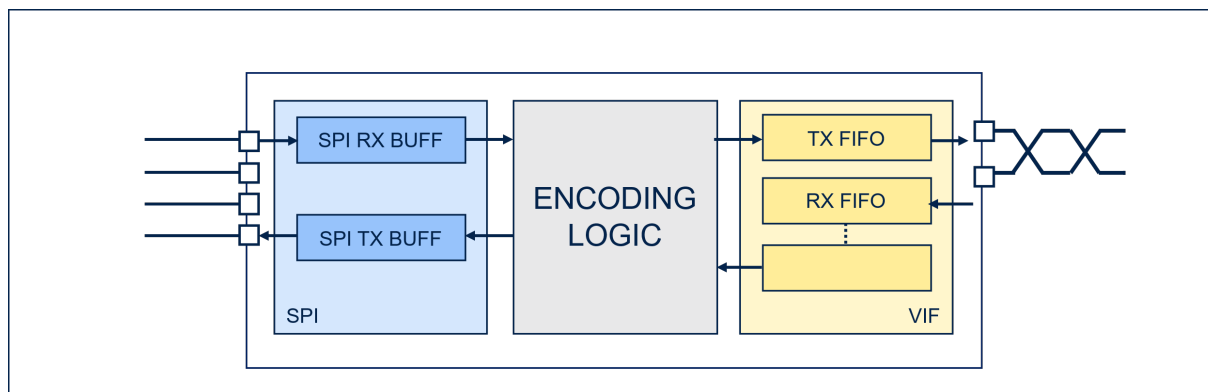 SPI RX BUFF
TX FIFO
ENCODING
LOGIC
RX FIFO
SPI TX BUFF
SPI
VIF